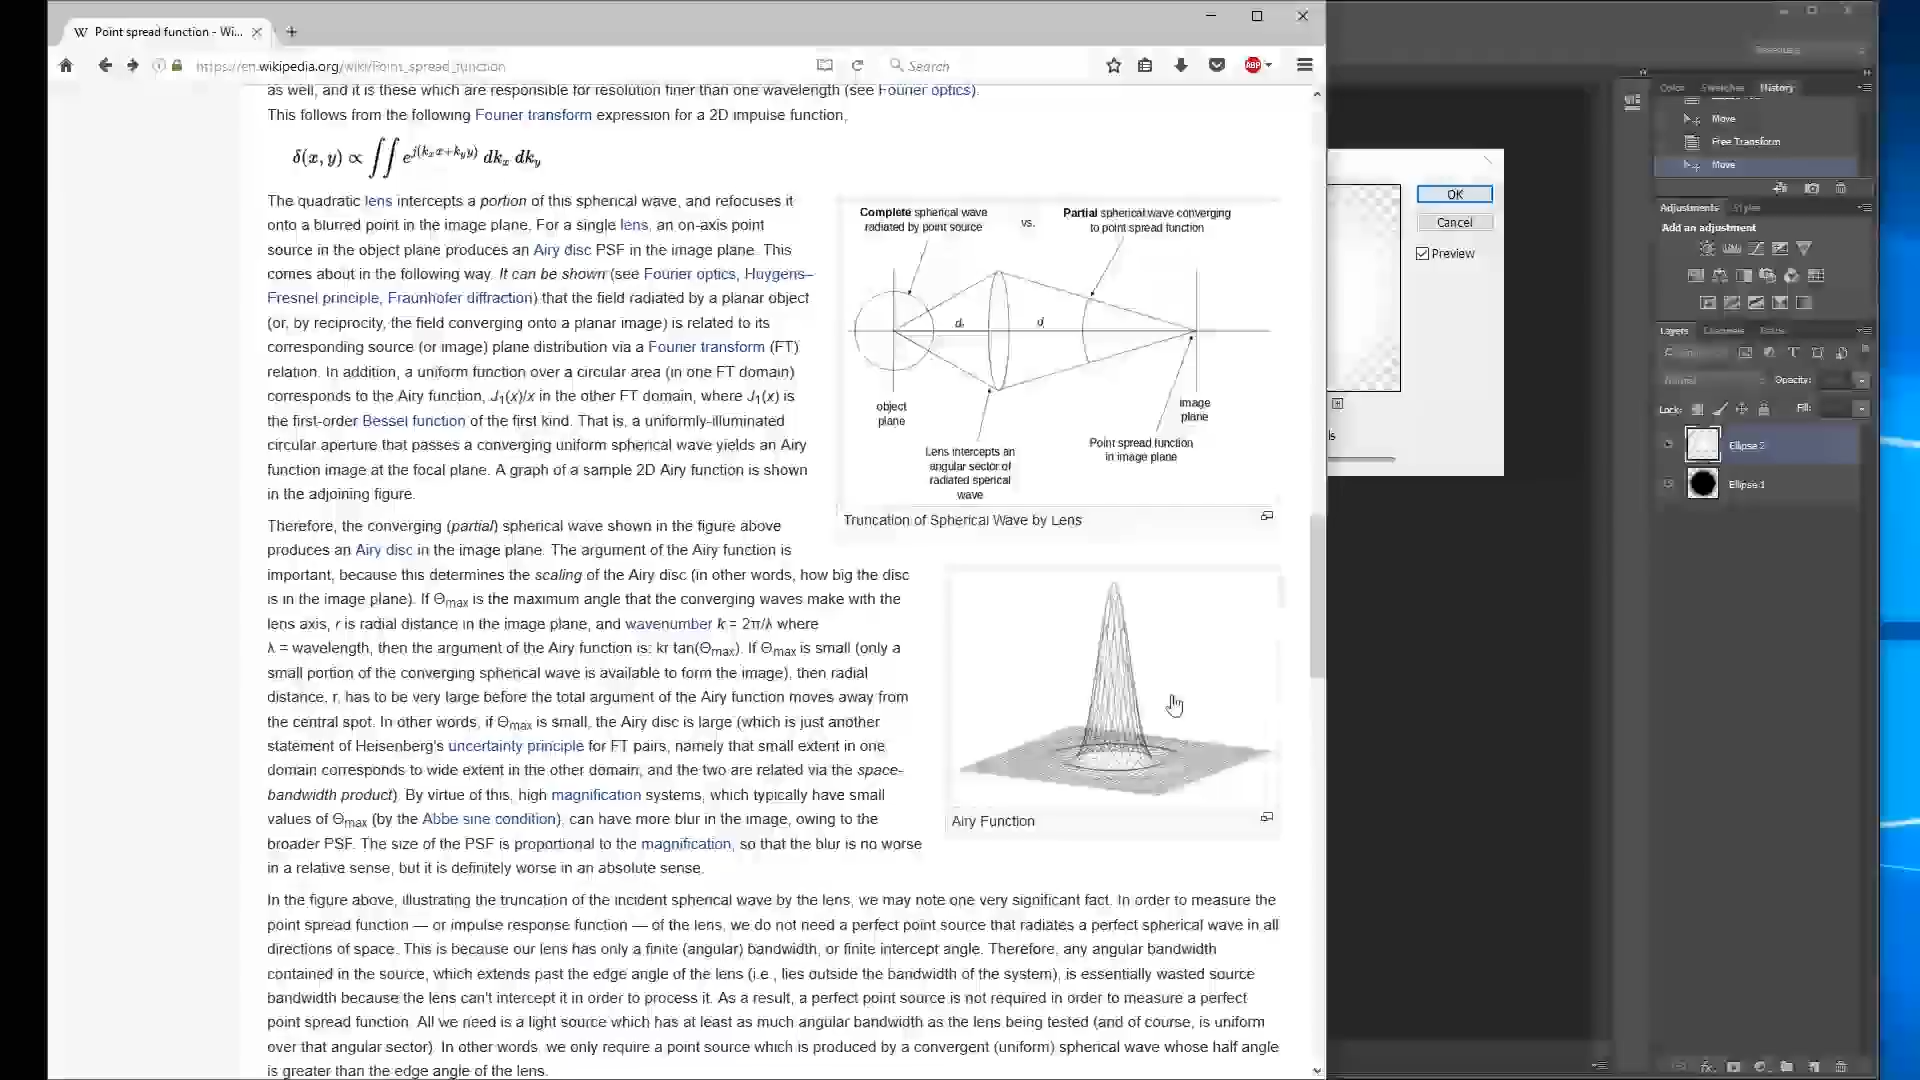 Point spread function - Wi...
https://en.wikipedia.org/wiki/Point_spread_function
Search
ABP
as well, and it is these which are responsible for resolution finer than one wavelength (see Fourier optics).
This follows from the following Fourier transform expression for a 2D impulse function,
δ(x, y) ∝ ∬ e^{j(k_x x+k_y y)} dk_x dk_y
The quadratic lens intercepts a portion of this spherical wave, and refocuses it
onto a blurred point in the image plane. For a single lens, an on-axis point
source in the object plane produces an Airy disc PSF in the image plane. This
comes about in the following way. It can be shown (see Fourier optics, Huygens–
Fresnel principle, Fraunhofer diffraction) that the field radiated by a planar object
(or, by reciprocity, the field converging onto a planar image) is related to its
corresponding source (or image) plane distribution via a Fourier transform (FT)
relation. In addition, a uniform function over a circular area (in one FT domain)
corresponds to the Airy function, J₁(x)/x in the other FT domain, where J₁(x) is
the first-order Bessel function of the first kind. That is, a uniformly-illuminated
circular aperture that passes a converging uniform spherical wave yields an Airy
function image at the focal plane. A graph of a sample 2D Airy function is shown
in the adjoining figure.
Complete spherical wave
radiated by point source
vs.
Partial spherical wave converging
to point spread function
object
plane
image
plane
Lens intercepts an
angular sector of
radiated sperical
wave
Point spread function
in image plane
Truncation of Spherical Wave by Lens
Therefore, the converging (partial) spherical wave shown in the figure above
produces an Airy disc in the image plane. The argument of the Airy function is
important, because this determines the scaling of the Airy disc (in other words, how big the disc
is in the image plane). If Θmax is the maximum angle that the converging waves make with the
lens axis, r is radial distance in the image plane, and wavenumber k = 2π/λ where
λ = wavelength, then the argument of the Airy function is: kr tan(Θmax). If Θmax is small (only a
small portion of the converging spherical wave is available to form the image), then radial
distance, r, has to be very large before the total argument of the Airy function moves away from
the central spot. In other words, if Θmax is small, the Airy disc is large (which is just another
statement of Heisenberg's uncertainty principle for FT pairs, namely that small extent in one
domain corresponds to wide extent in the other domain, and the two are related via the space-
bandwidth product). By virtue of this, high magnification systems, which typically have small
values of Θmax (by the Abbe sine condition), can have more blur in the image, owing to the
broader PSF. The size of the PSF is proportional to the magnification, so that the blur is no worse
in a relative sense, but it is definitely worse in an absolute sense.
Airy Function
In the figure above, illustrating the truncation of the incident spherical wave by the lens, we may note one very significant fact. In order to measure the
point spread function — or impulse response function — of the lens, we do not need a perfect point source that radiates a perfect spherical wave in all
directions of space. This is because our lens has only a finite (angular) bandwidth, or finite intercept angle. Therefore, any angular bandwidth
contained in the source, which extends past the edge angle of the lens (i.e., lies outside the bandwidth of the system), is essentially wasted source
bandwidth because the lens can't intercept it in order to process it. As a result, a perfect point source is not required in order to measure a perfect
point spread function. All we need is a light source which has at least as much angular bandwidth as the lens being tested (and of course, is uniform
over that angular sector). In other words, we only require a point source which is produced by a convergent (uniform) spherical wave whose half angle
is greater than the edge angle of the lens.
OK
Cancel
Preview
ls
Color
Swatches
History
Move
Free Transform
Move
Adjustments
Styles
Add an adjustment
Layers
Channels
Paths
Normal
Opacity:
Lock:
Fill:
Ellipse 2
Ellipse 1